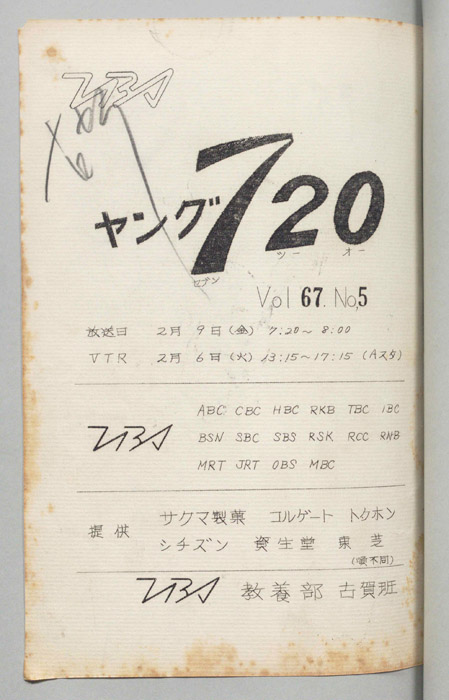 TBS
ヤング720
セブン ツー オー
Vol 67. No,5
放送日 2月 9日(金) 7:20～ 8:00
VTR 2月 6日(火) 13:15～17:15 (Aスタ)
TBS
ABC CBC HBC RKB TBC IBC
BSN SBC SBS RSK RCC RNB
MRT JRT OBS MBC
提供
サクマ製菓 コルゲート トクホン
シチズン 資生堂 東芝
(順不同)
TBS 教養部 古賀班